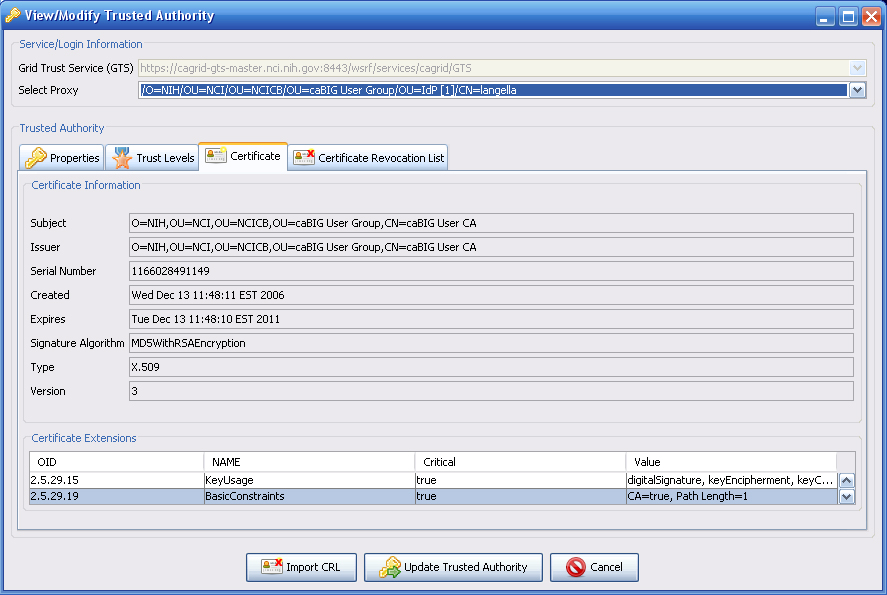 View/Modify Trusted Authority
Service/Login Information
Grid Trust Service (GTS) https://cagrid-gts-master.nci.nih.gov:8443/wsrf/services/cagrid/GTS
Select Proxy /O=NIH/OU=NCI/OU=NCICB/OU=caBIG User Group/OU=IdP [1]/CN=langella
Trusted Authority
Properties Trust Levels Certificate Certificate Revocation List
Certificate Information
Subject O=NIH,OU=NCI,OU=NCICB,OU=caBIG User Group,CN=caBIG User CA
Issuer O=NIH,OU=NCI,OU=NCICB,OU=caBIG User Group,CN=caBIG User CA
Serial Number 1166028491149
Created Wed Dec 13 11:48:11 EST 2006
Expires Tue Dec 13 11:48:10 EST 2011
Signature Algorithm MD5WithRSAEncryption
Type X.509
Version 3
Certificate Extensions
OID NAME Critical Value
2.5.29.15 KeyUsage true digitalSignature, keyEncipherment, keyC...
2.5.29.19 BasicConstraints true CA=true, Path Length=1
Import CRL Update Trusted Authority Cancel